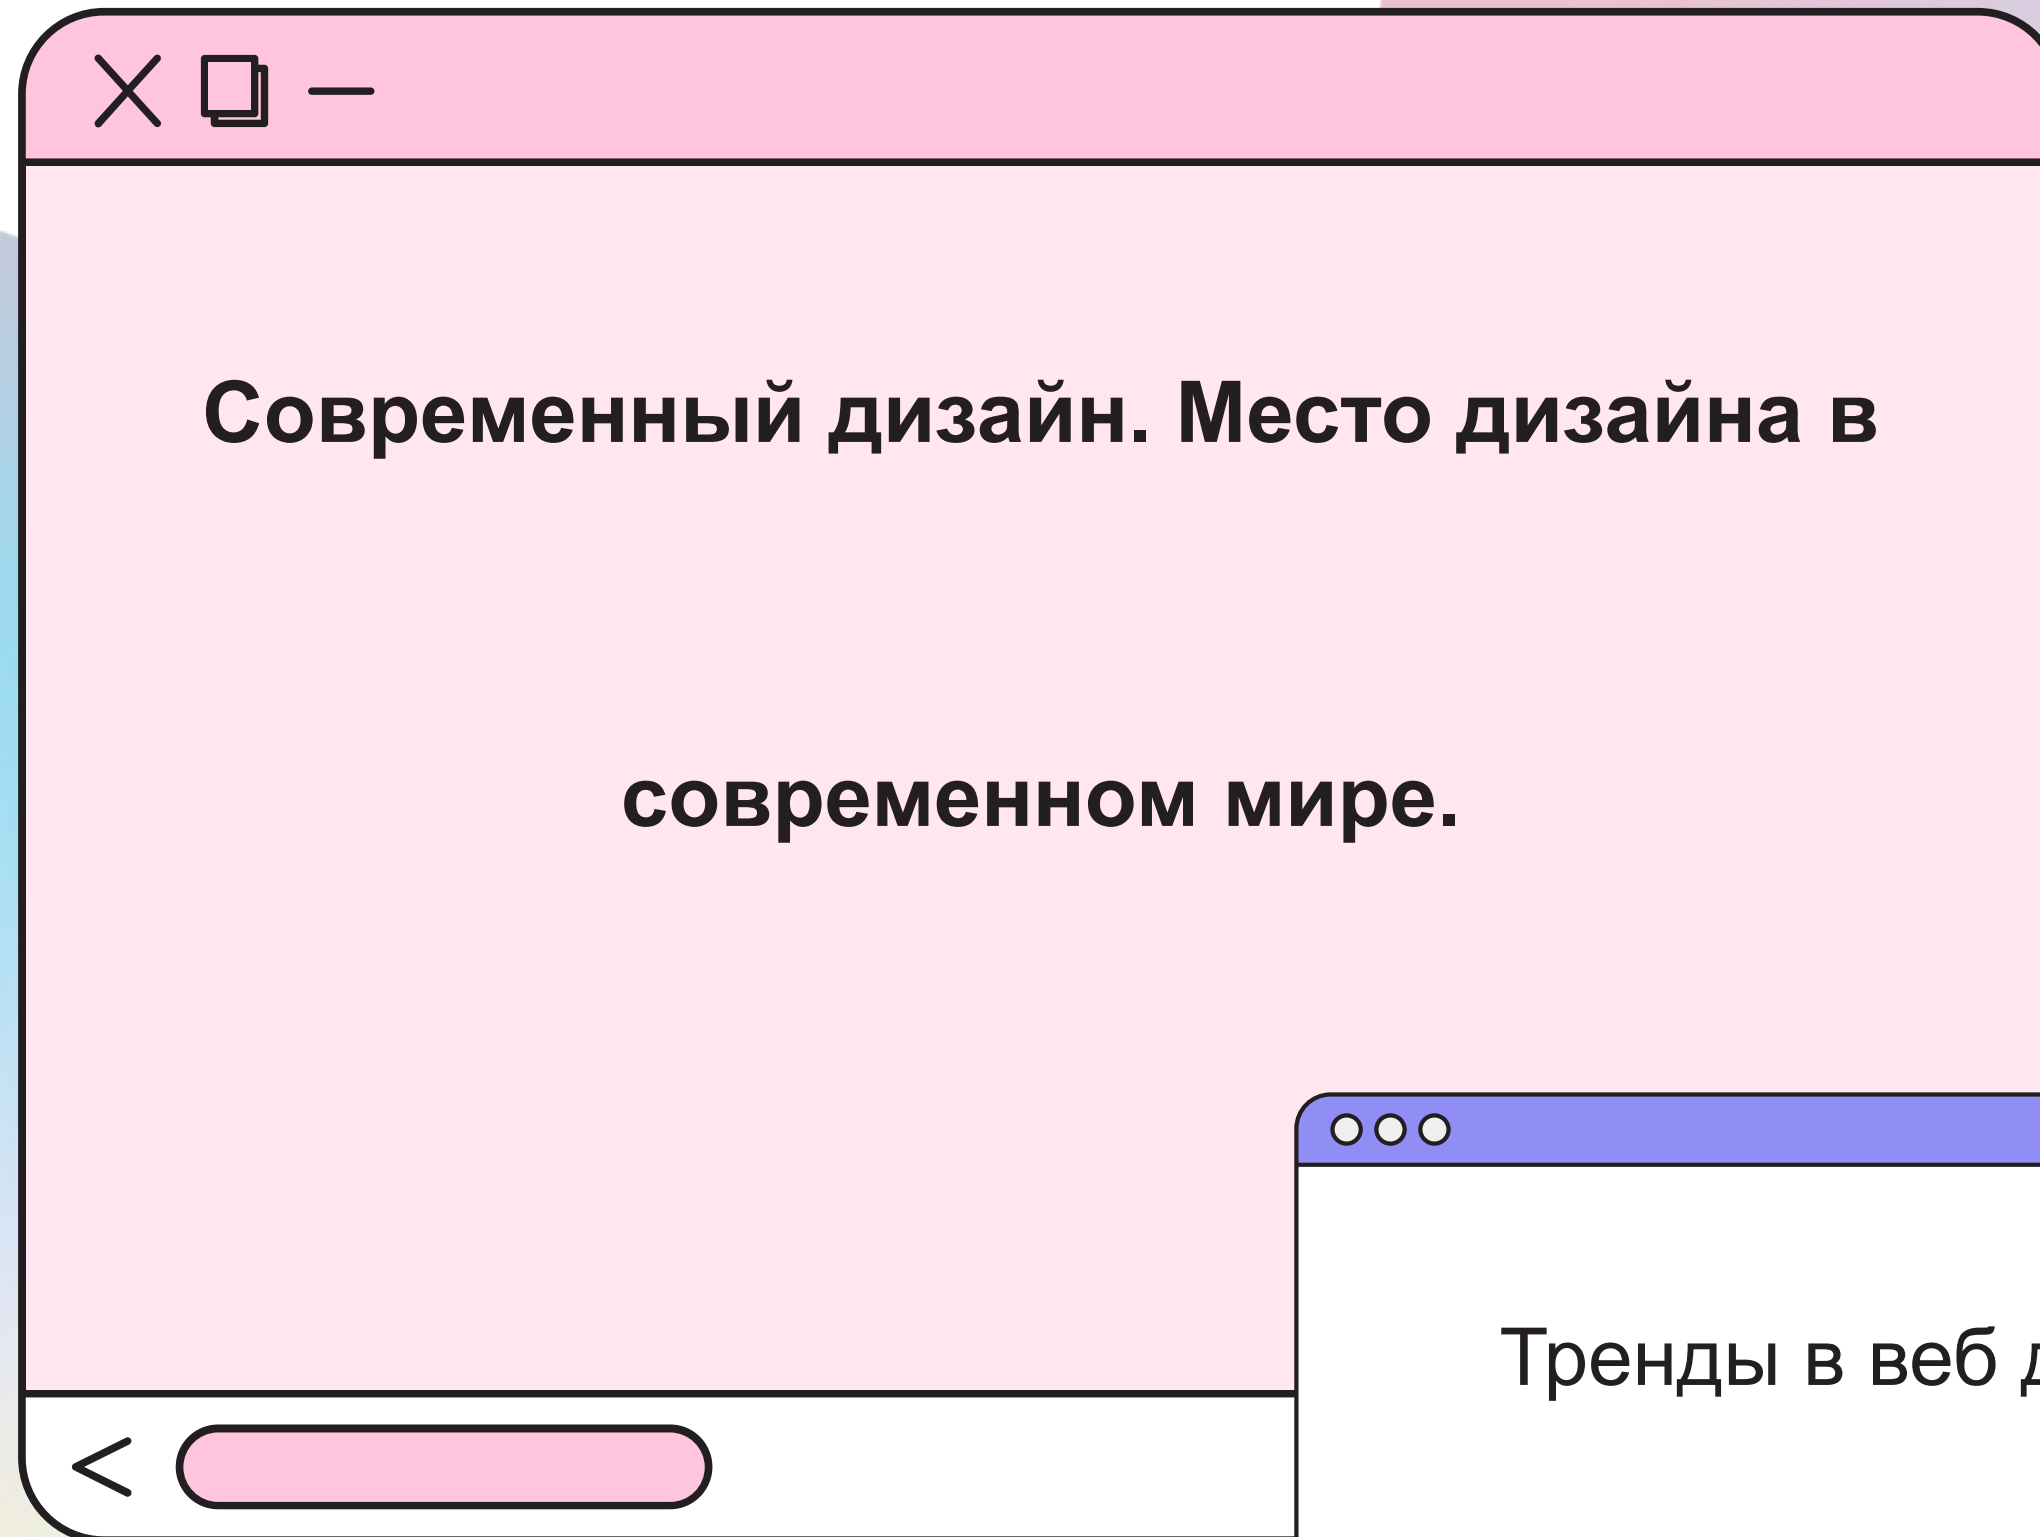 Современный дизайн. Место дизайна в
современном мире.
Тренды в веб